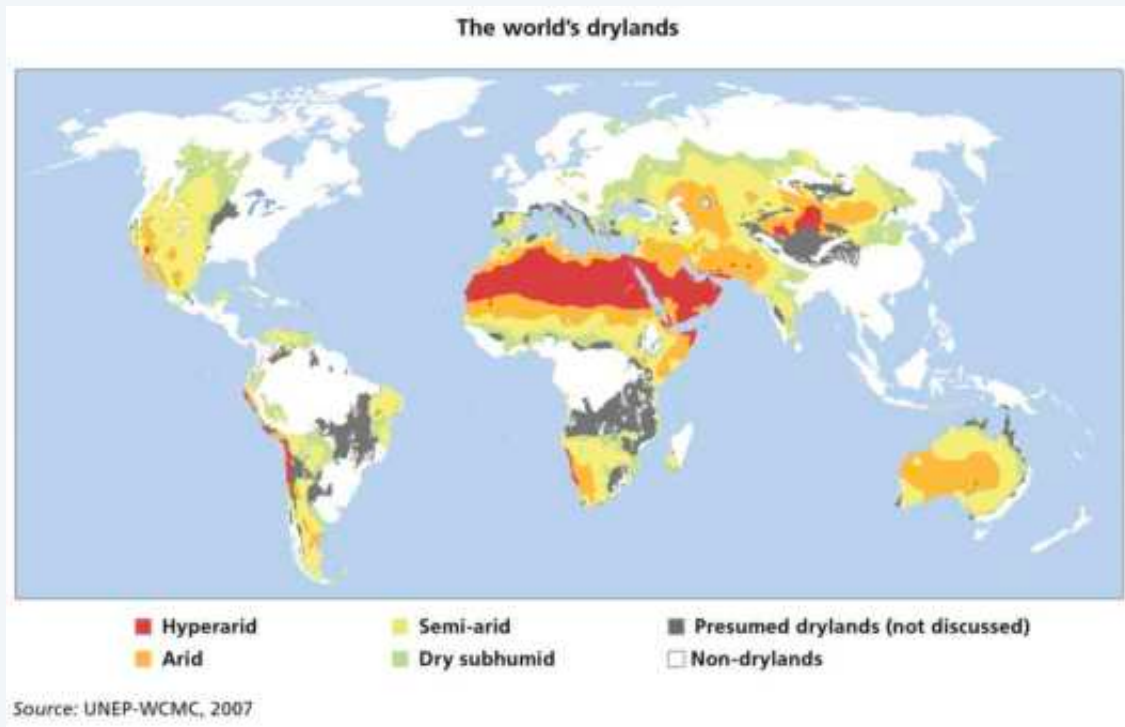 The world's drylands
Hyperarid
Semi-arid
Presumed drylands (not discussed)
Arid
Dry subhumid
Non-drylands
Source: UNEP-WCMC, 2007